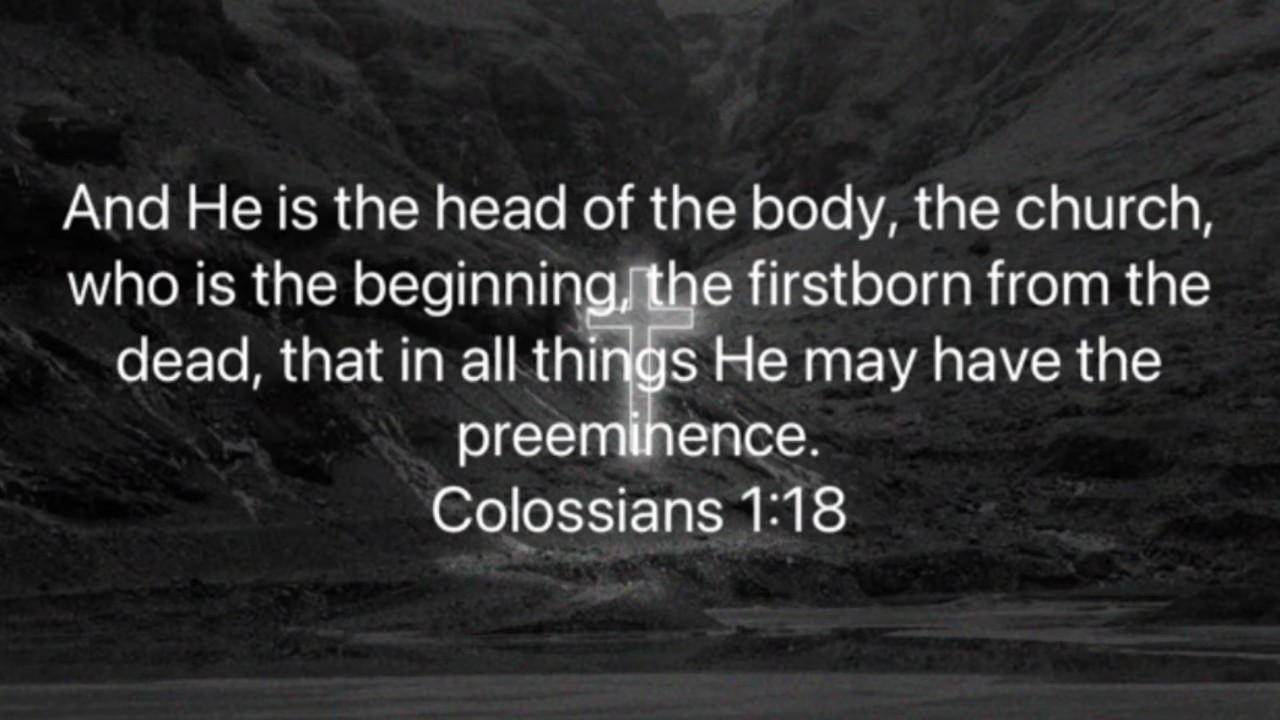 And He is the head of the body, the church,
who is the beginning, the firstborn from the
dead, that in all things He may have the
preeminence.
Colossians 1:18